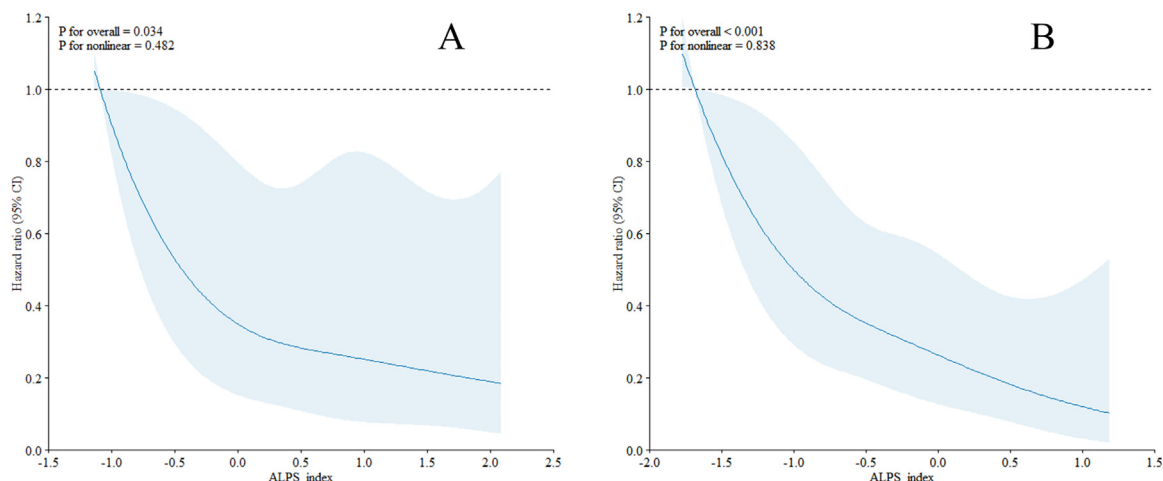 P for overall = 0.034
P for nonlinear = 0.482
A
Hazard ratio (95% CI)
1.2
1.0
0.8
0.6
0.4
0.2
0.0
-1.5 -1.0 -0.5 0.0 0.5 1.0 1.5 2.0 2.5
ALPS_index
P for overall < 0.001
P for nonlinear = 0.838
B
Hazard ratio (95% CI)
1.2
1.0
0.8
0.6
0.4
0.2
0.0
-2.0 -1.5 -1.0 -0.5 0.0 0.5 1.0 1.5
ALPS_index